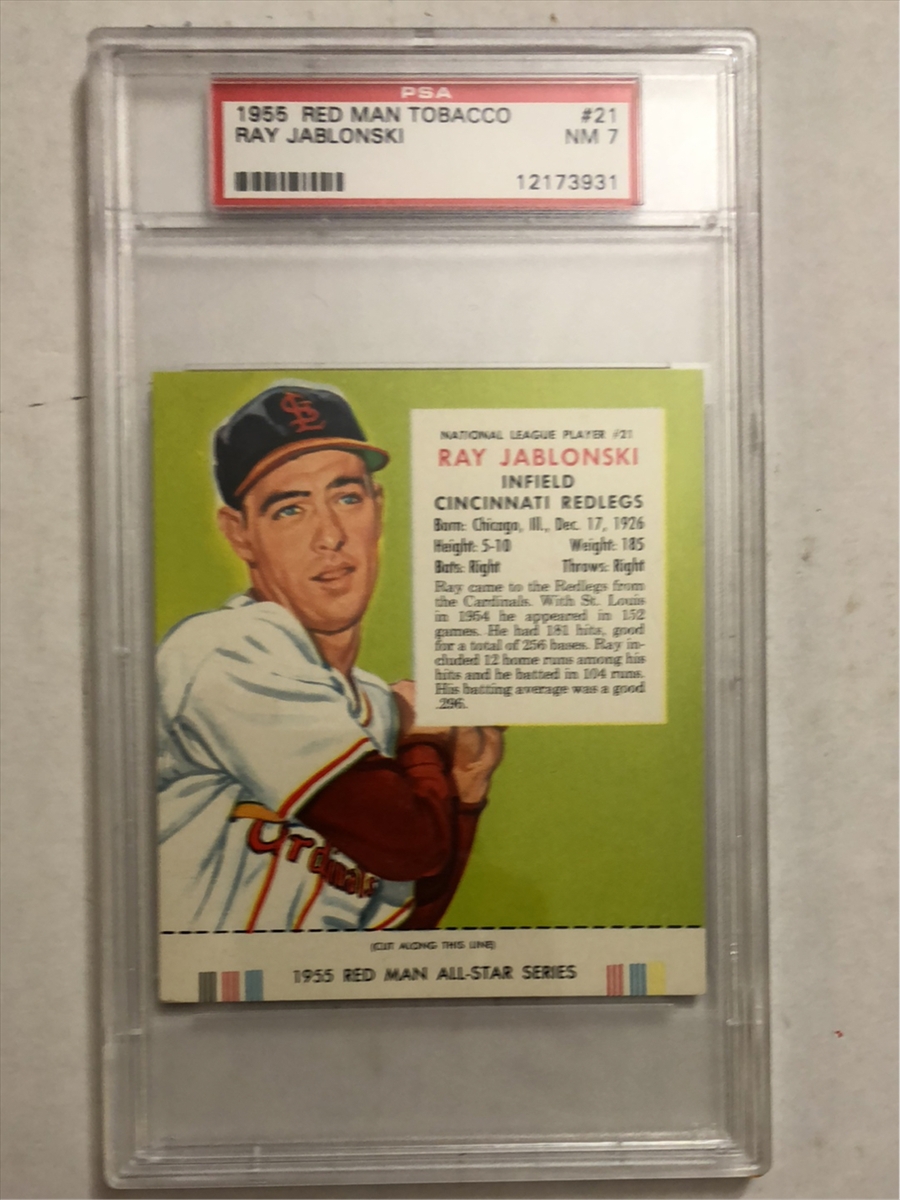 PSA
1955 RED MAN TOBACCO #21
RAY JABLONSKI NM 7
12173931
StL
NATIONAL LEAGUE PLAYER #21
RAY JABLONSKI
INFIELD
CINCINNATI REDLEGS
Born: Chicago, Ill., Dec. 17, 1926
Height: 5-10 Weight: 185
Bats: Right Throws: Right
Ray came to the Redlegs from
the Cardinals. With St. Louis
in 1954 he appeared in 152
games. He had 181 hits, good
for a total of 256 bases. Ray in-
cluded 12 home runs among his
hits and he batted in 104 runs.
His batting average was a good
.296.
Cardinals
(CUT ALONG THIS LINE)
1955 RED MAN ALL-STAR SERIES